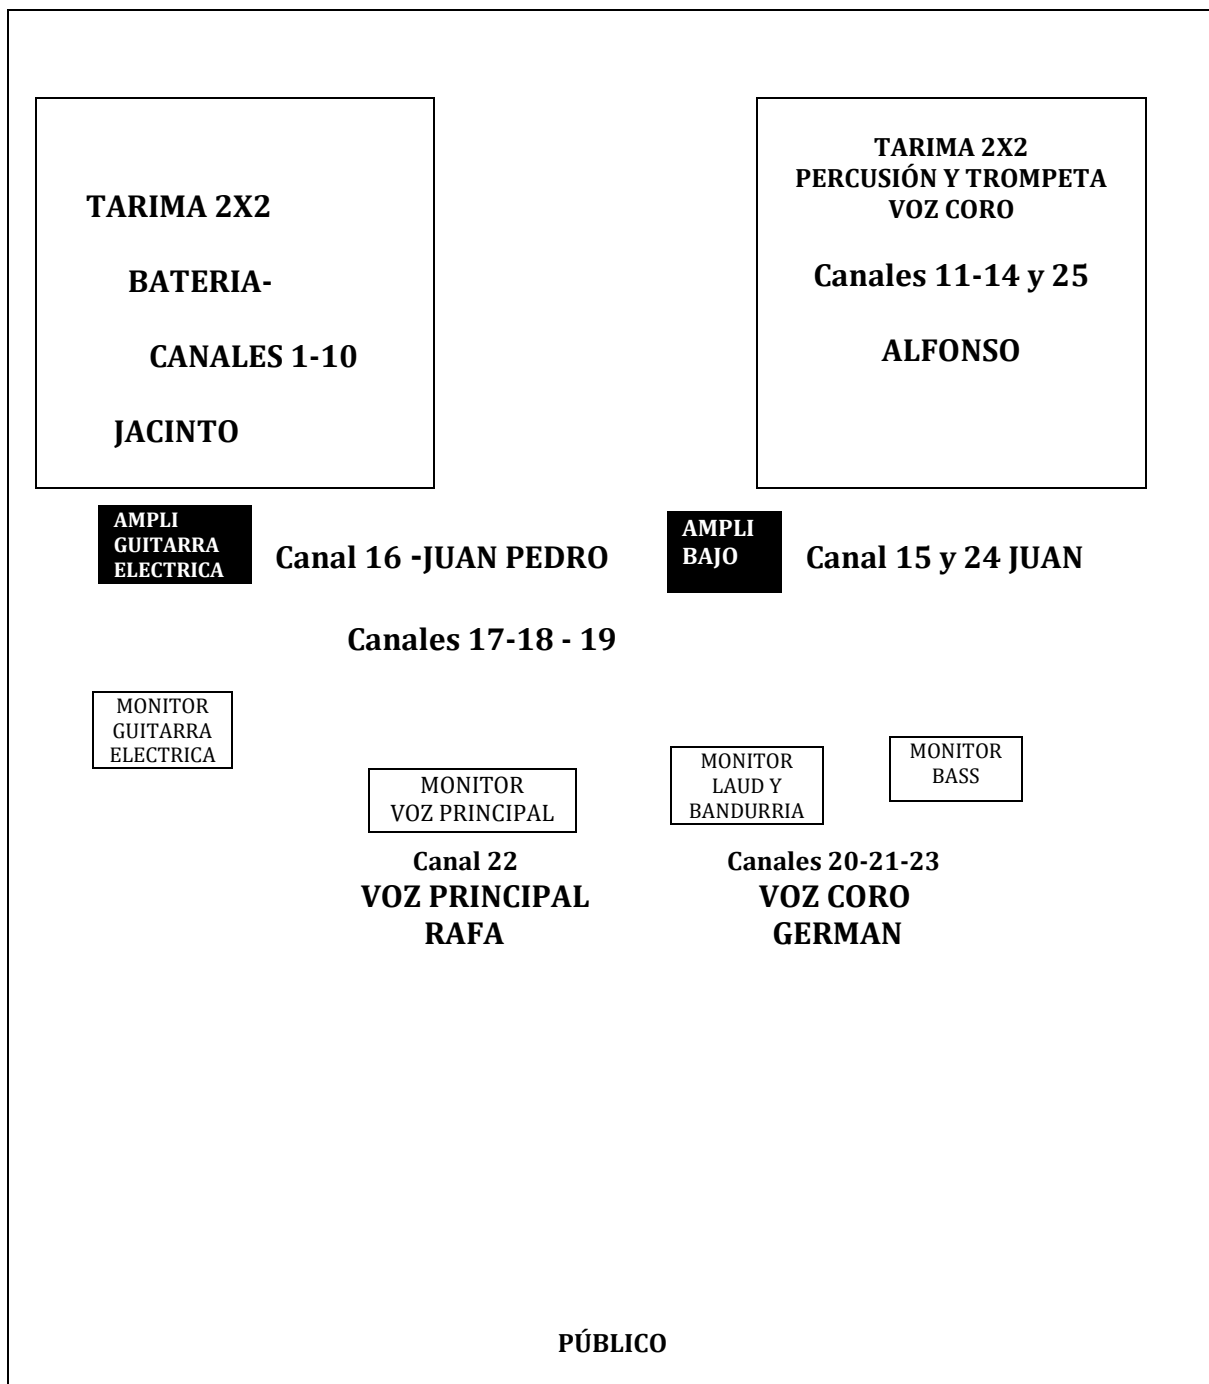 TARIMA 2X2
BATERIA-
CANALES 1-10
JACINTO
TARIMA 2X2
PERCUSIÓN Y TROMPETA
VOZ CORO
Canales 11-14 y 25
ALFONSO
AMPLI
GUITARRA
ELECTRICA
Canal 16 -JUAN PEDRO
AMPLI
BAJO
Canal 15 y 24 JUAN
Canales 17-18 - 19
MONITOR
GUITARRA
ELECTRICA
MONITOR
VOZ PRINCIPAL
MONITOR
LAUD Y
BANDURRIA
MONITOR
BASS
Canal 22
VOZ PRINCIPAL
RAFA
Canales 20-21-23
VOZ CORO
GERMAN
PÚBLICO